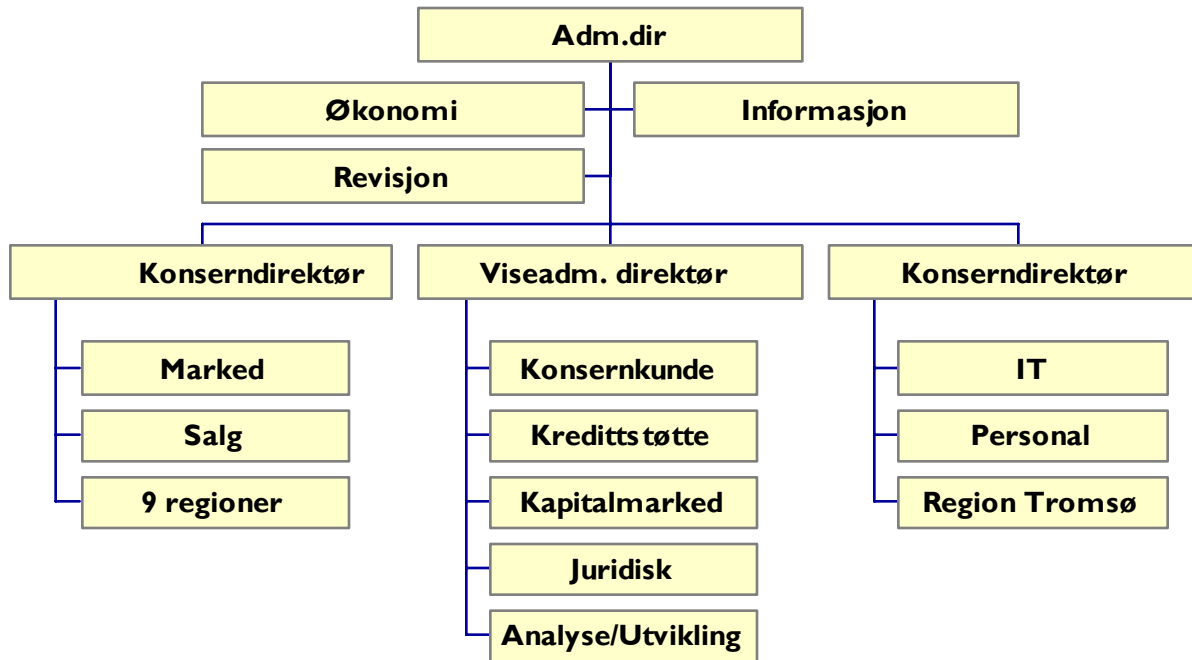 Adm.dir
Økonomi
Informasjon
Revisjon
Konserndirektør
Viseadm. direktør
Konserndirektør
Marked
Salg
9 regioner
Konsernkunde
Kredittstøtte
Kapitalmarked
Juridisk
Analyse/Utvikling
IT
Personal
Region Tromsø